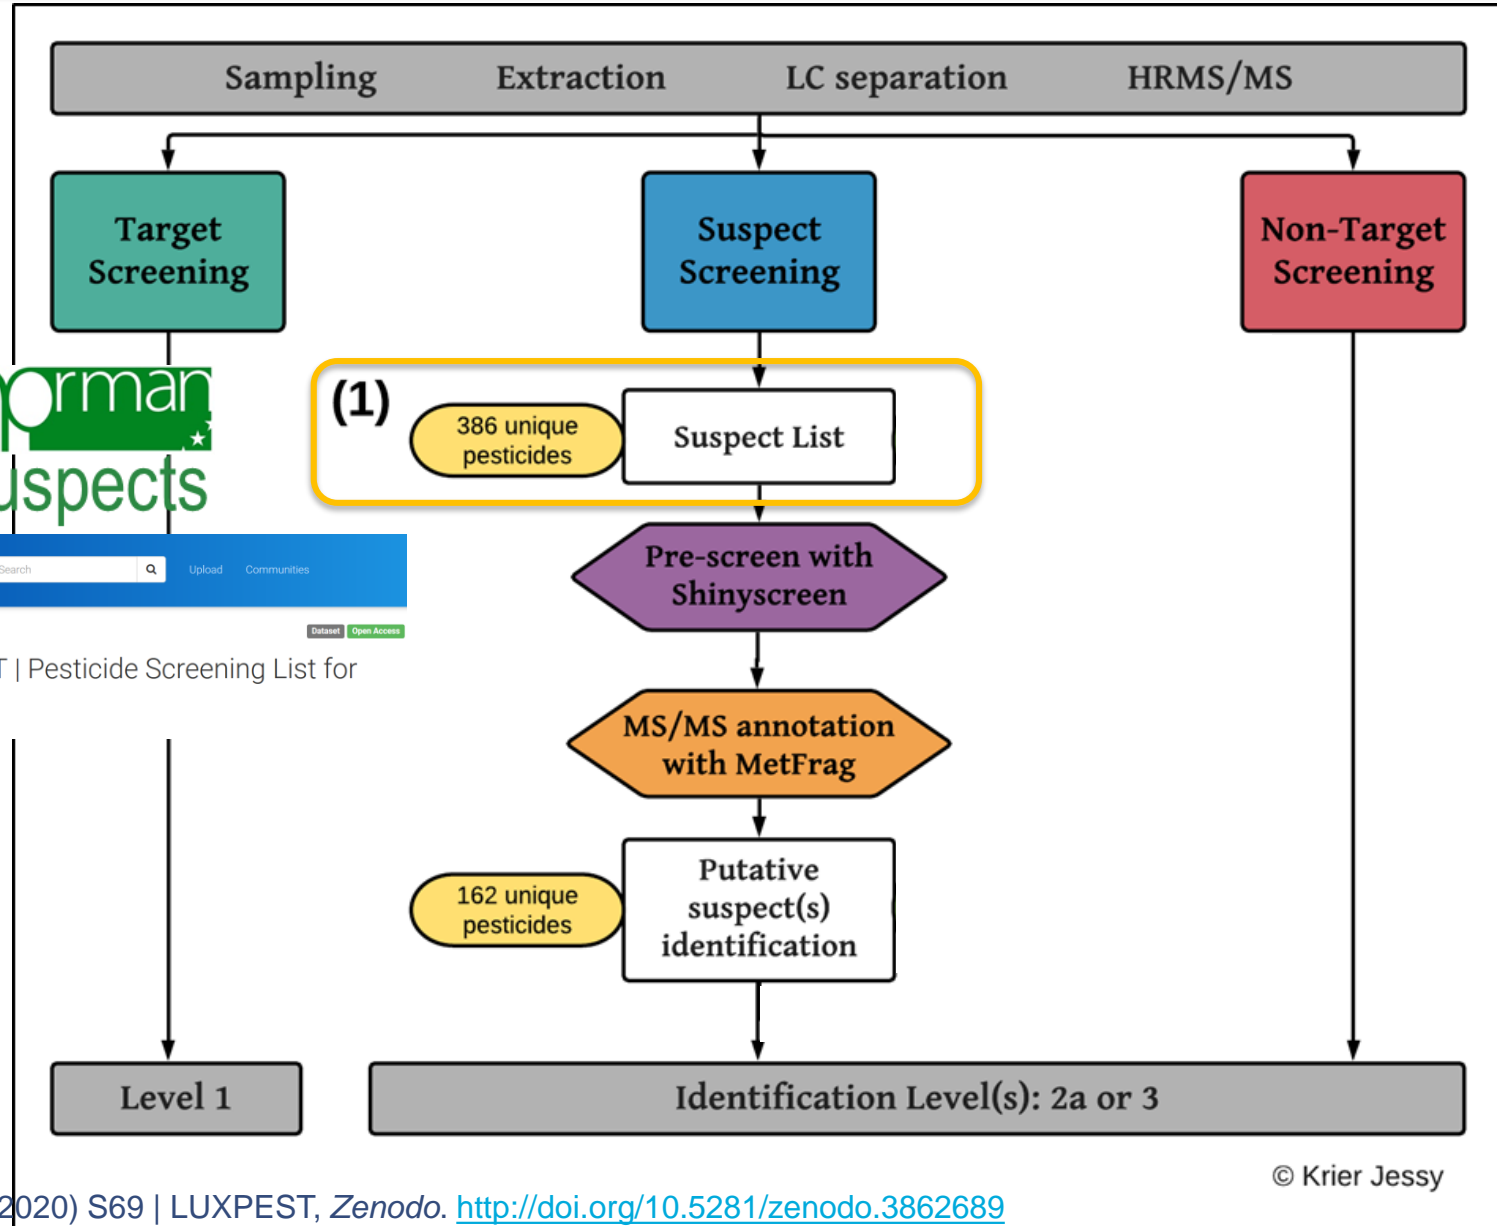 Sampling Extraction LC separation HRMS/MS
Target
Screening
Suspect
Screening
Non-Target
Screening
norman
uspects
(1)
386 unique
pesticides
Suspect List
Search
Upload Communities
Dataset Open Access
T | Pesticide Screening List for
Pre-screen with
Shinyscreen
MS/MS annotation
with MetFrag
162 unique
pesticides
Putative
suspect(s)
identification
Level 1
Identification Level(s): 2a or 3
© Krier Jessy
2020) S69 | LUXPEST, Zenodo. http://doi.org/10.5281/zenodo.3862689